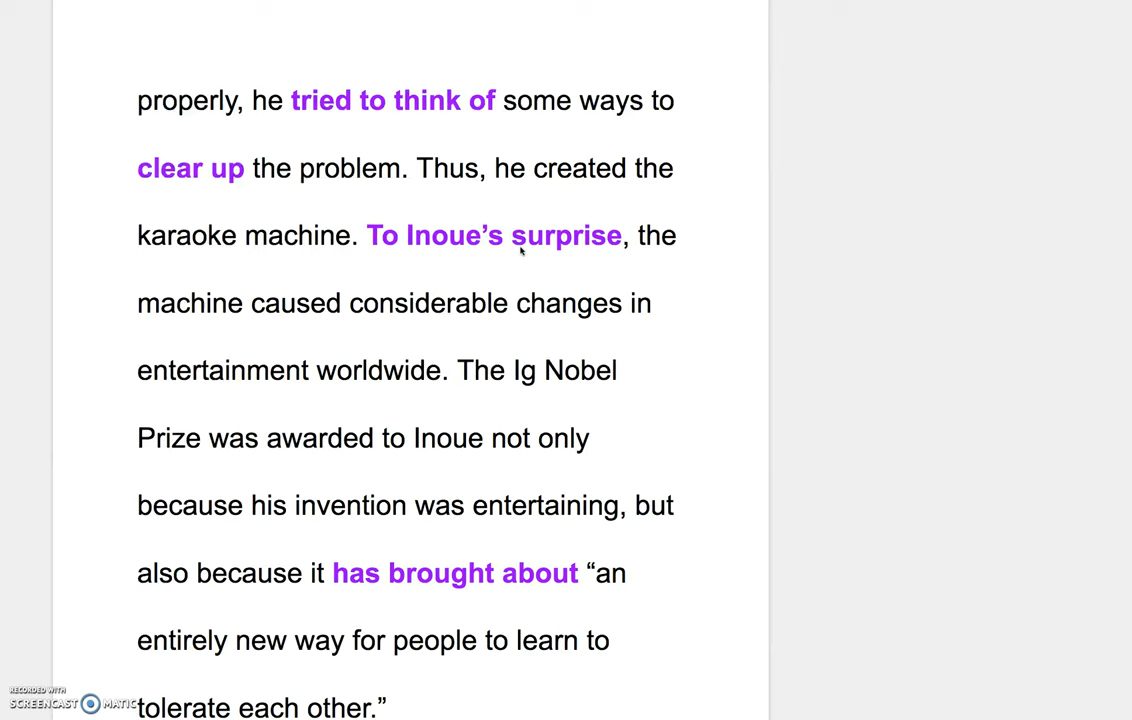 properly, he tried to think of some ways to
clear up the problem. Thus, he created the
karaoke machine. To Inoue’s surprise, the
machine caused considerable changes in
entertainment worldwide. The Ig Nobel
Prize was awarded to Inoue not only
because his invention was entertaining, but
also because it has brought about “an
entirely new way for people to learn to
tolerate each other.”
RECORDED WITH
SCREENCAST MATIC